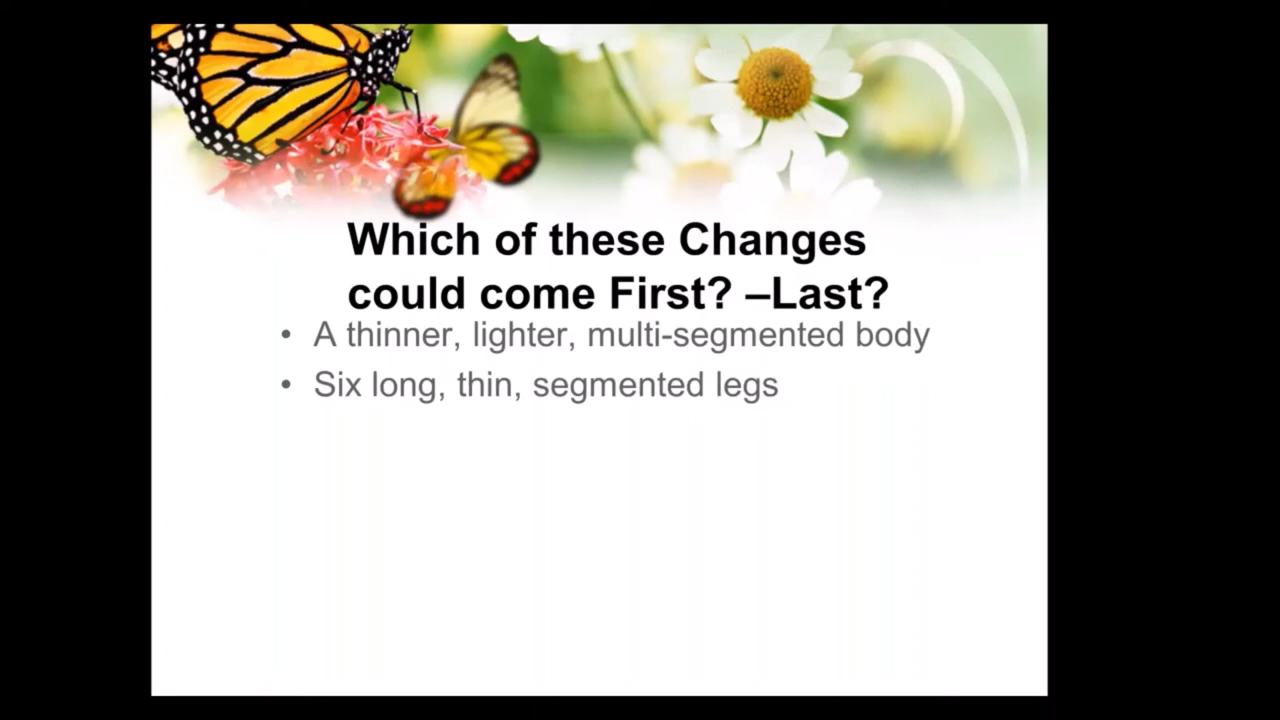 Which of these Changes
could come First? –Last?
• A thinner, lighter, multi-segmented body
• Six long, thin, segmented legs